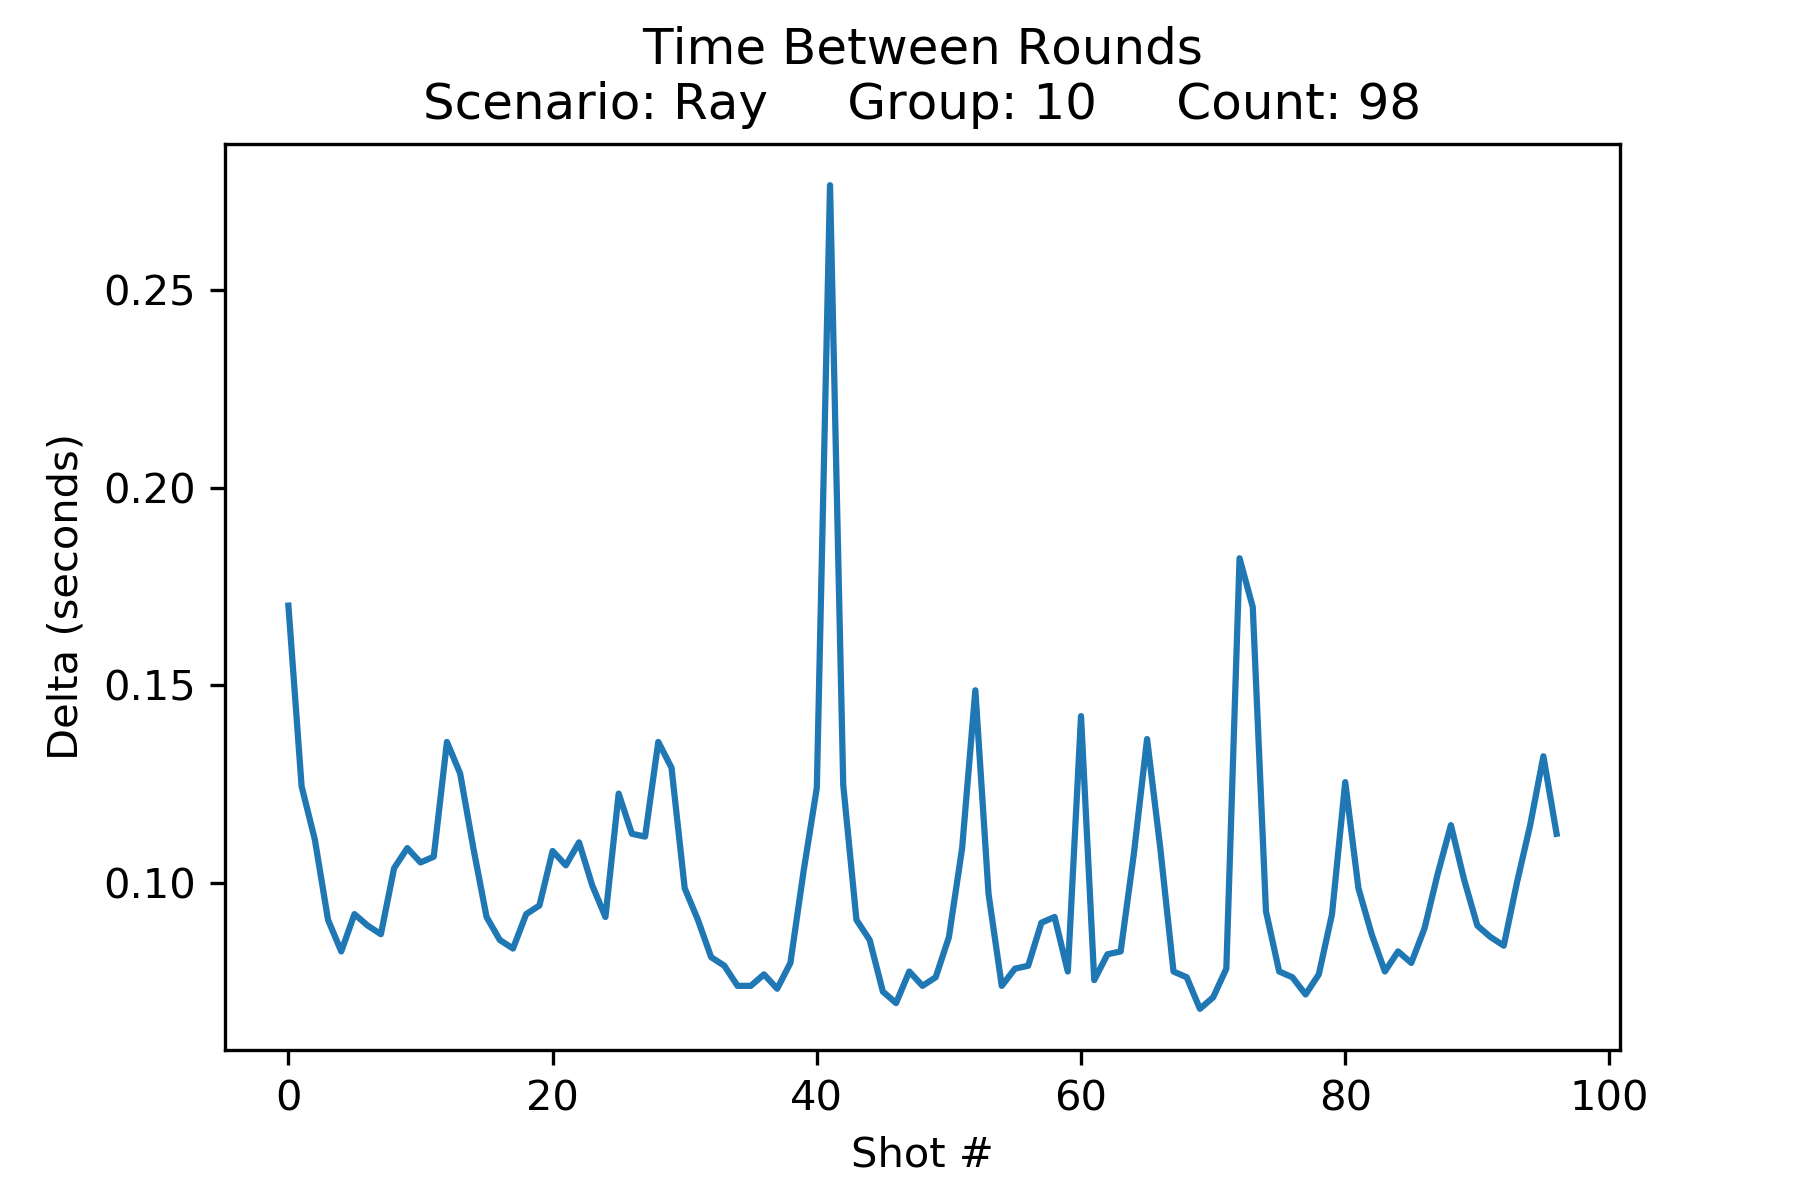 Time Between Rounds
Scenario: Ray Group: 10 Count: 98
Delta (seconds)
0.25
0.20
0.15
0.10
0 20 40 60 80 100
Shot #